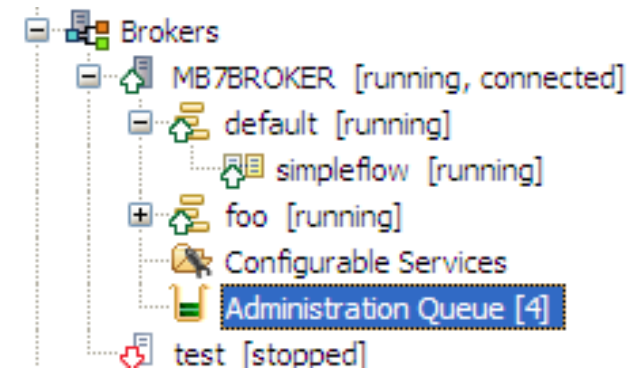 Brokers
MB7BROKER [running, connected]
default [running]
simpleflow [running]
foo [running]
Configurable Services
Administration Queue [4]
test [stopped]